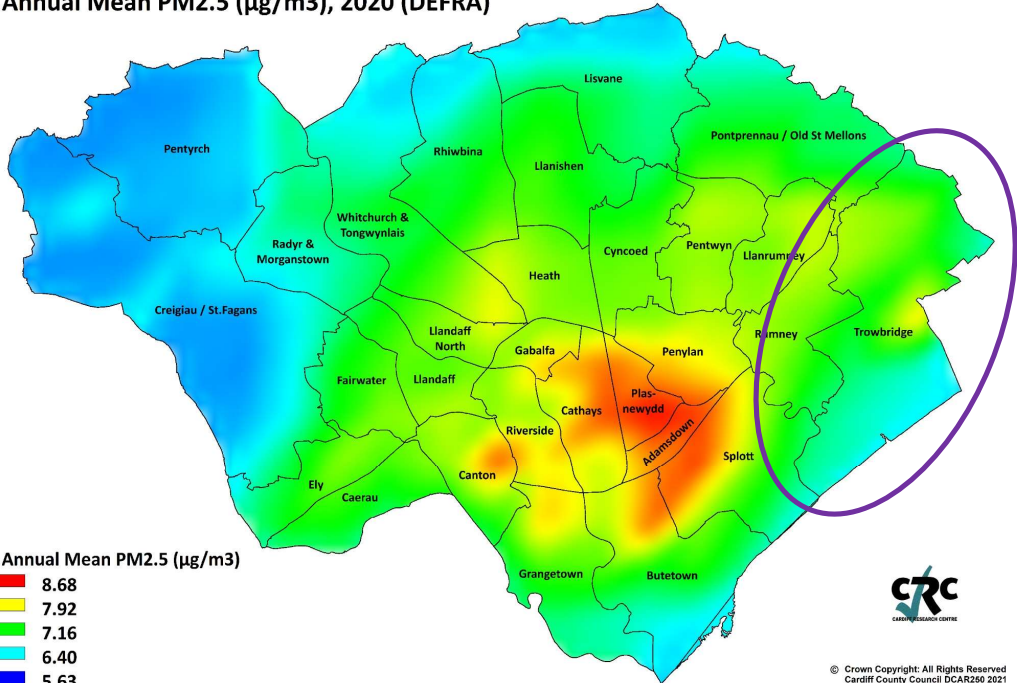 Annual Mean PM2.5 (µg/m3), 2020 (DEFRA)
Lisvane
Pontprennau / Old St Mellons
Pentyrch
Rhiwbina
Llanishen
Whitchurch &
Tongwynlais
Radyr &
Morganstown
Cyncoed
Pentwyn
Llanrumney
Heath
Creigiau / St.Fagans
Llandaff
North
Rumney
Trowbridge
Gabalfa
Penylan
Fairwater
Llandaff
Plas-
newydd
Cathays
Riverside
Adamsdown
Splott
Canton
Ely
Caerau
Grangetown
Butetown
Annual Mean PM2.5 (µg/m3)
8.68
7.92
7.16
6.40
5.63
CRC
CARDIFF RESEARCH CENTRE
© Crown Copyright: All Rights Reserved
Cardiff County Council DCAR250 2021